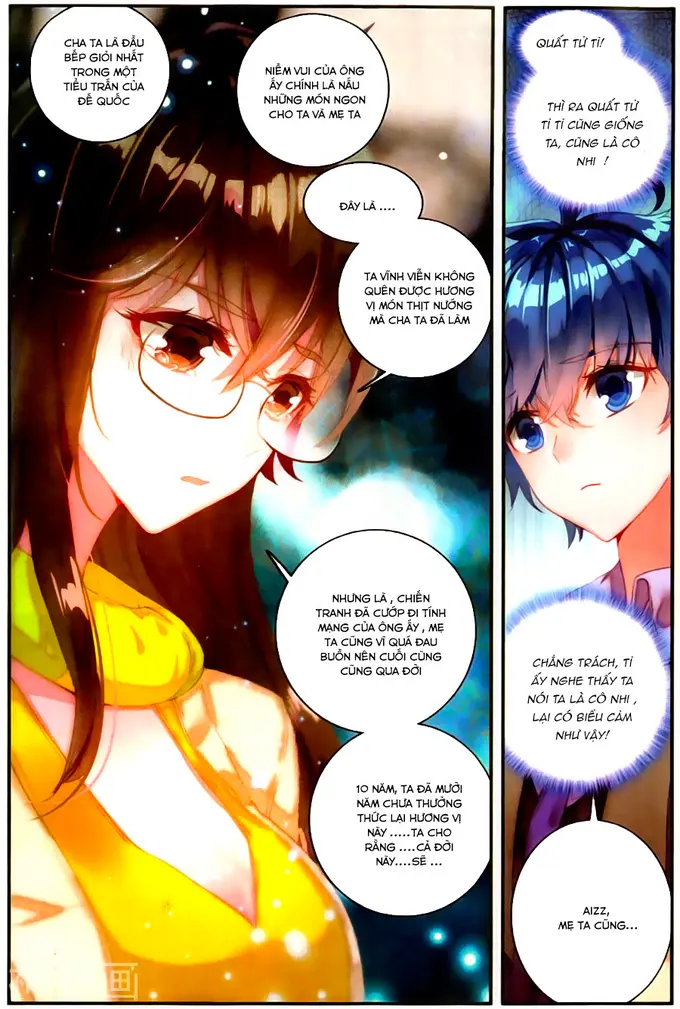 CHA TA LÀ ĐẦU
BẾP GIỎI NHẤT
TRONG MỘT
TIỂU TRẤN CỦA
ĐẾ QUỐC
NIỀM VUI CỦA ÔNG
ẤY CHÍNH LÀ NẤU
NHỮNG MÓN NGON
CHO TA VÀ MẸ TA
ĐÂY LÀ ....
TA VĨNH VIỄN KHÔNG
QUÊN ĐƯỢC HƯƠNG
VỊ MÓN THỊT NƯỚNG
MÀ CHA TA ĐÃ LÀM
NHƯNG LÀ , CHIẾN
TRANH ĐÃ CƯỚP ĐI TÍNH
MẠNG CỦA ÔNG ẤY , MẸ
TA CŨNG VÌ QUÁ ĐAU
BUỒN NÊN CUỐI CÙNG
CŨNG QUA ĐỜI
10 NĂM, TA ĐÃ MƯỜI
NĂM CHƯA THƯỞNG
THỨC LẠI HƯƠNG VỊ
NÀY .....TA CHO
RẰNG ....CẢ ĐỜI
NÀY....SẼ ...
QUẤT TỬ TỈ!
THÌ RA QUẤT TỬ
TỈ TỈ CŨNG GIỐNG
TA, CŨNG LÀ CÔ
NHI !
CHẲNG TRÁCH, TỈ
ẤY NGHE THẤY TA
NÓI TA LÀ CÔ NHI ,
LẠI CÓ BIỂU CẢM
NHƯ VẬY!
AIZZ,
MẸ TA CŨNG...